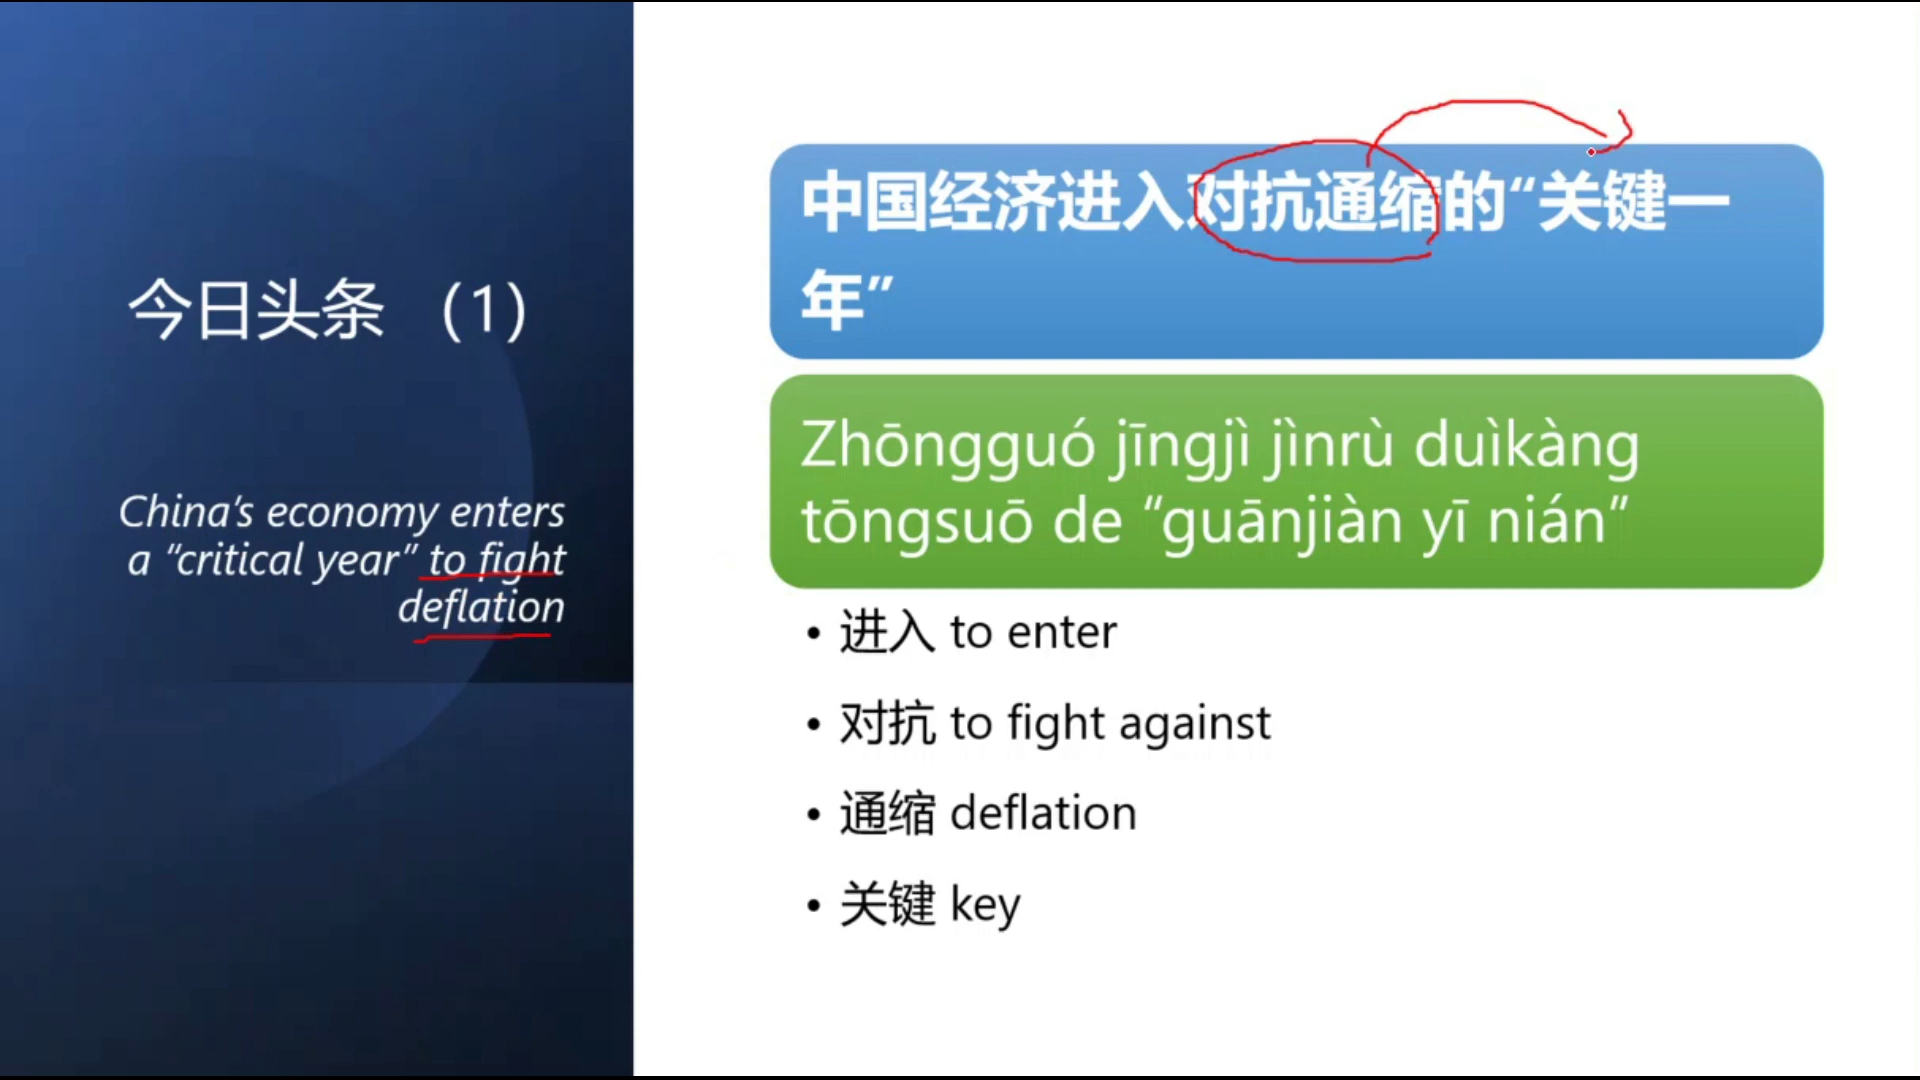 今日头条 （1）
China’s economy enters
a “critical year” to fight
deflation
中国经济进入对抗通缩的“关键一
年”
Zhōngguó jīngjì jìnrù duìkàng
tōngsuō de “guānjiàn yī nián”
• 进入 to enter
• 对抗 to fight against
• 通缩 deflation
• 关键 key